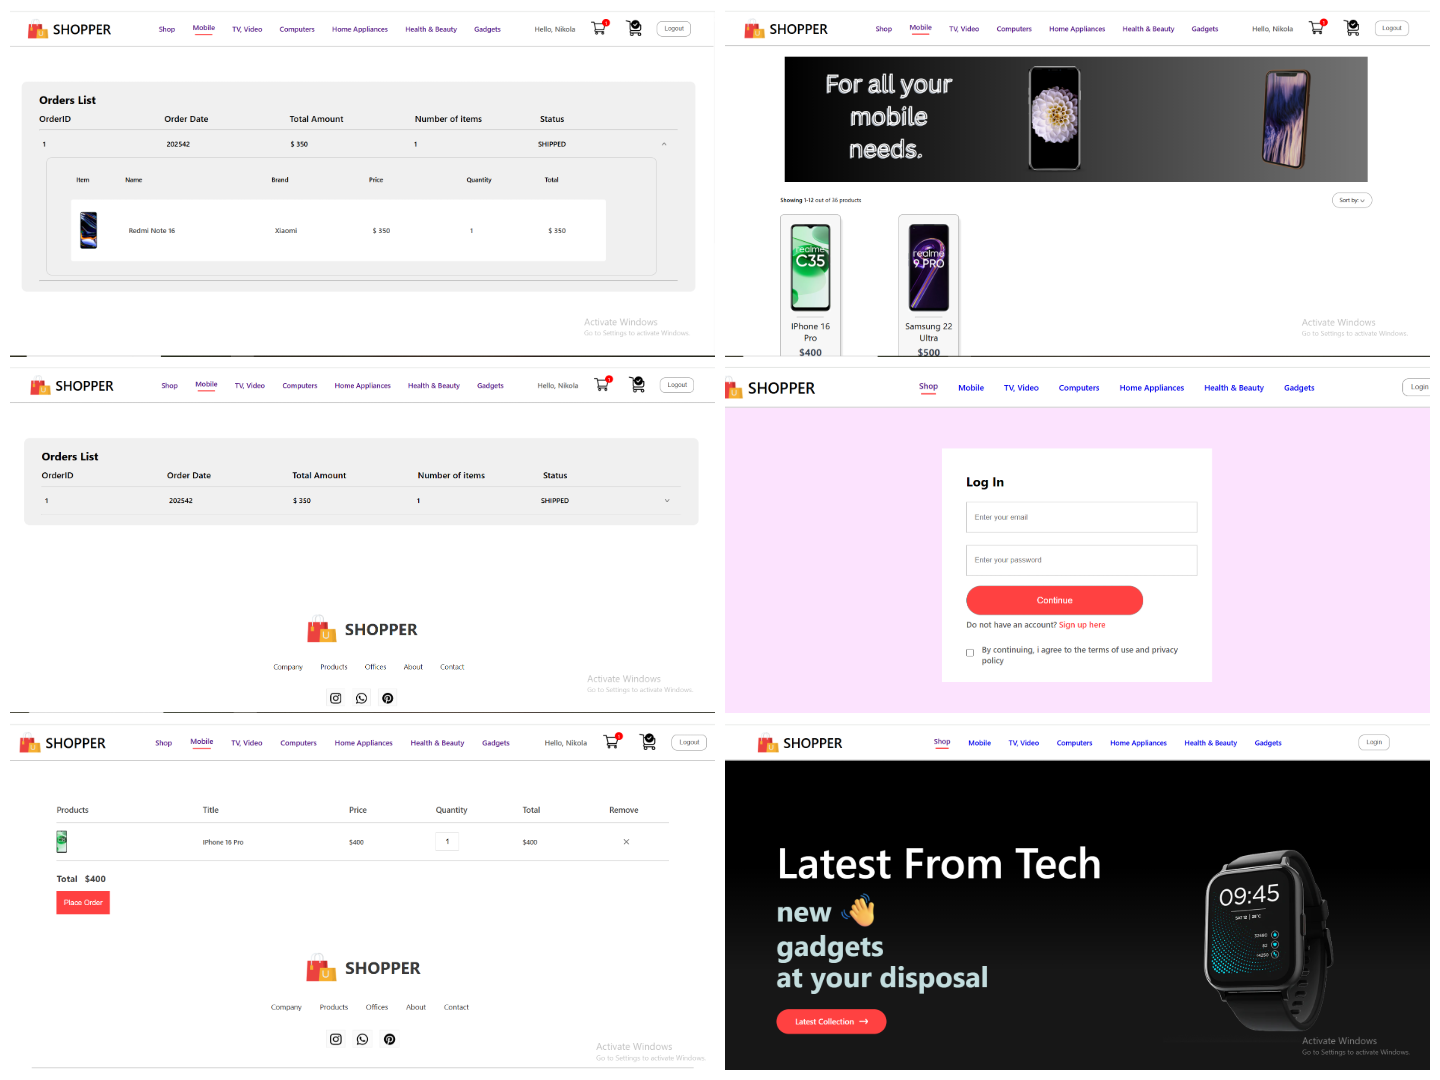 SHOPPER Shop Mobile TV, Video Computers Home Appliances Health & Beauty Gadgets Hello, Nikola 1 Logout
Orders List
OrderID Order Date Total Amount Number of items Status
1 202542 $ 350 1 SHIPPED
Item Name Brand Price Quantity Total
Redmi Note 16 Xiaomi $ 350 1 $ 350
Activate Windows
Go to Settings to activate Windows.
SHOPPER Shop Mobile TV, Video Computers Home Appliances Health & Beauty Gadgets Hello, Nikola 1 Logout
For all your
mobile
needs.
Showing 1-12 out of 36 products Sort by:
realme
C35
realme
9 PRO
IPhone 16
Pro
$400
Samsung 22
Ultra
$500
Activate Windows
Go to Settings to activate Windows.
SHOPPER Shop Mobile TV, Video Computers Home Appliances Health & Beauty Gadgets Hello, Nikola 1 Logout
Orders List
OrderID Order Date Total Amount Number of items Status
1 202542 $ 350 1 SHIPPED
SHOPPER
Company Products Offices About Contact
Activate Windows
Go to Settings to activate Windows.
SHOPPER Shop Mobile TV, Video Computers Home Appliances Health & Beauty Gadgets Login
Log In
Enter your email
Enter your password
Continue
Do not have an account? Sign up here
By continuing, i agree to the terms of use and privacy
policy
SHOPPER Shop Mobile TV, Video Computers Home Appliances Health & Beauty Gadgets Hello, Nikola 1 Logout
Products Title Price Quantity Total Remove
IPhone 16 Pro $400 1 $400
Total $400
Place Order
SHOPPER
Company Products Offices About Contact
Activate Windows
Go to Settings to activate Windows.
SHOPPER Shop Mobile TV, Video Computers Home Appliances Health & Beauty Gadgets Login
Latest From Tech
new 👋
gadgets
at your disposal
Latest Collection →
09:45
Activate Windows
Go to Settings to activate Windows.